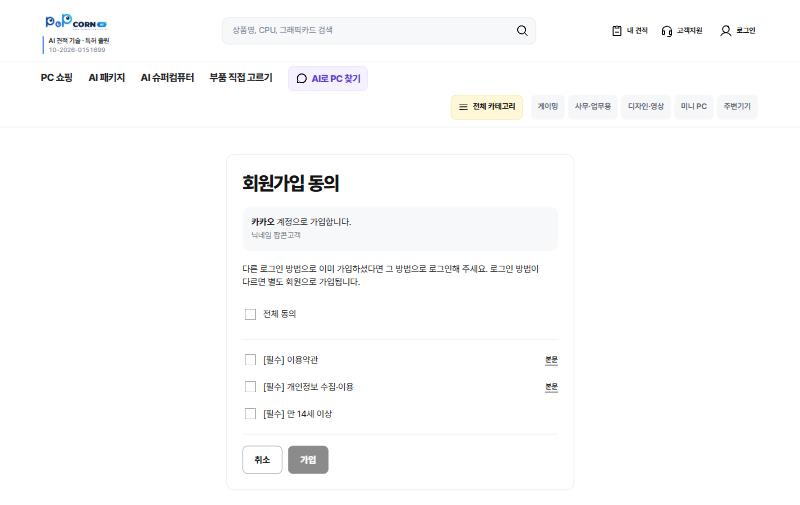 PoP CORN
AI 견적 기술 · 특허 출원
10-2026-0151699
상품명, CPU, 그래픽카드 검색
내 견적
고객지원
로그인
PC 쇼핑
AI 패키지
AI 슈퍼컴퓨터
부품 직접 고르기
AI로 PC 찾기
전체 카테고리
게이밍
사무·업무용
디자인·영상
미니 PC
주변기기
회원가입 동의
카카오 계정으로 가입합니다.
닉네임 팝콘고객
다른 로그인 방법으로 이미 가입하셨다면 그 방법으로 로그인해 주세요. 로그인 방법이
다르면 별도 회원으로 가입됩니다.
전체 동의
[필수] 이용약관
본문
[필수] 개인정보 수집·이용
본문
[필수] 만 14세 이상
취소
가입